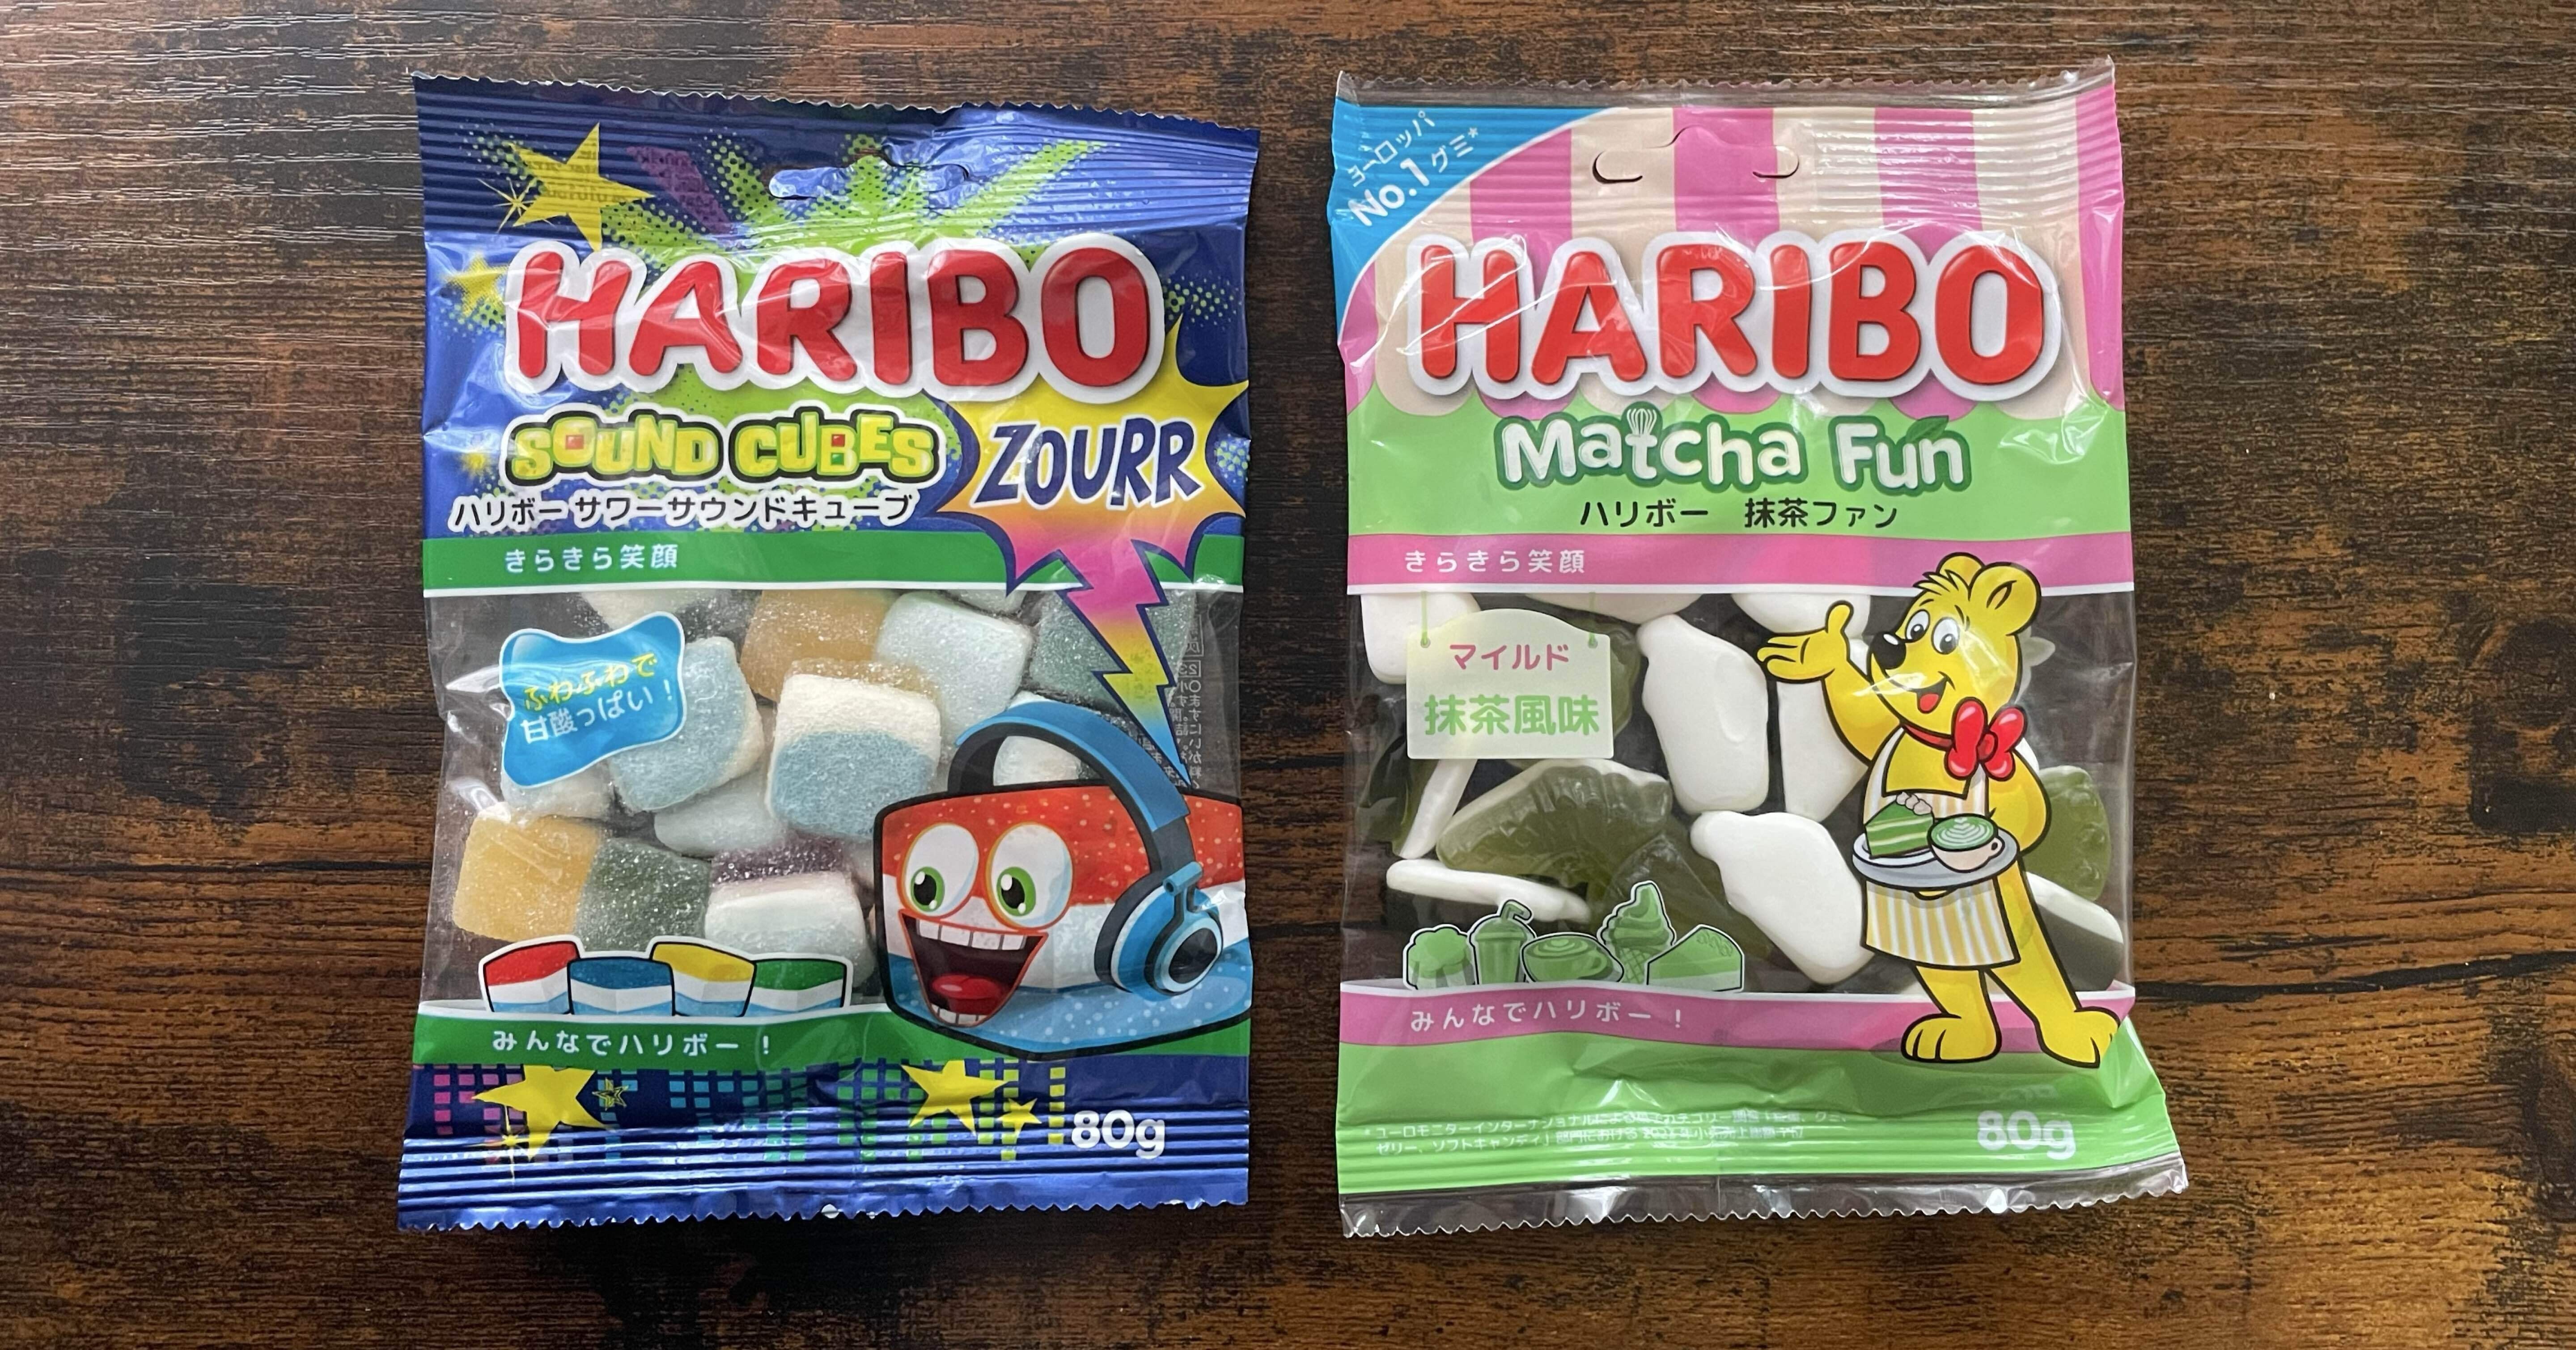 HARIBO
SOUND CUBES
ZOURR
ハリボー サワーサウンドキューブ
きらきら笑顔
ふわふわで
甘酸っぱい！
みんなでハリボー！
80g
ヨーロッパ
No.1グミ*
HARIBO
Matcha Fun
ハリボー 抹茶ファン
きらきら笑顔
マイルド
抹茶風味
みんなでハリボー！
80g